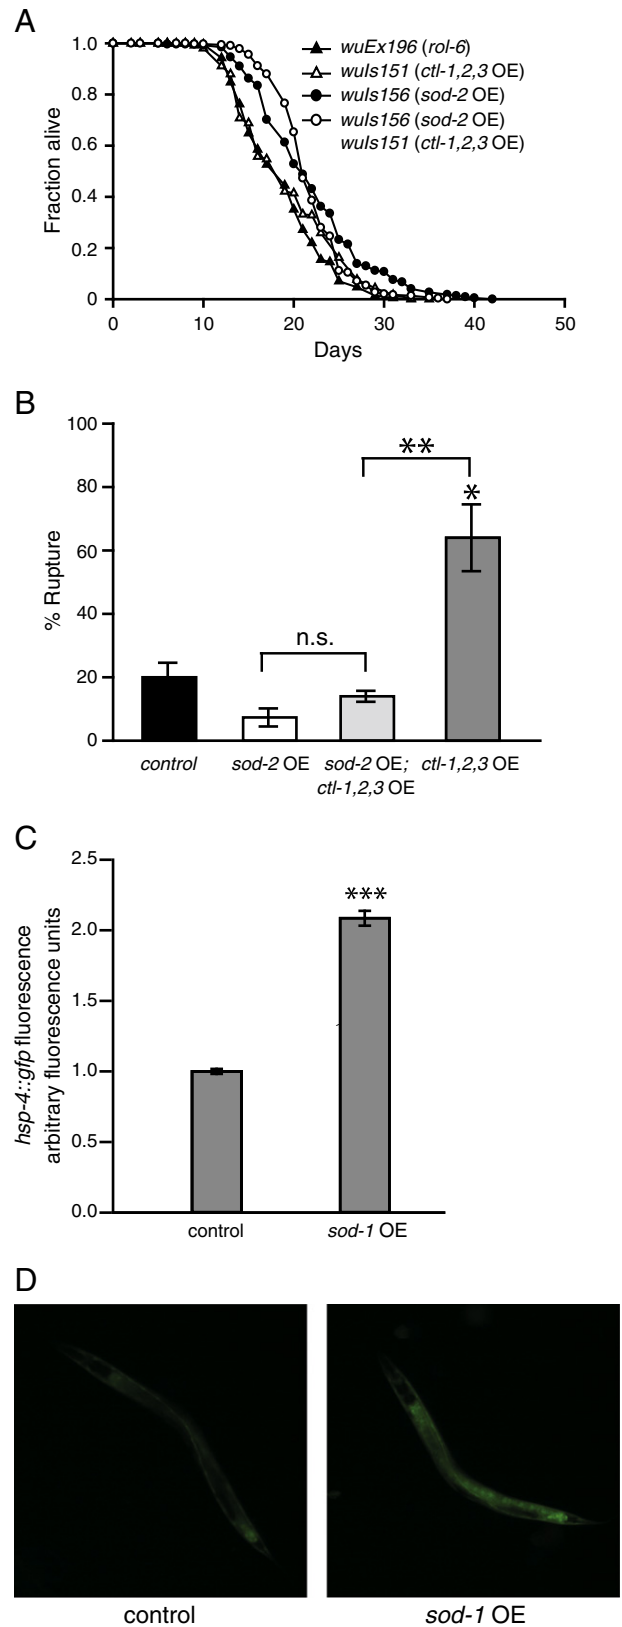 A
1.0
0.8
0.6
0.4
0.2
0
Fraction alive
wuEx196 (rol-6)
wuIs151 (ctl-1,2,3 OE)
wuIs156 (sod-2 OE)
wuIs156 (sod-2 OE)
wuIs151 (ctl-1,2,3 OE)
0 10 20 30 40 50
Days
B
100
80
60
40
20
0
% Rupture
**
*
n.s.
control sod-2 OE sod-2 OE; ctl-1,2,3 OE
ctl-1,2,3 OE
C
2.5
2.0
1.5
1.0
0.5
0.0
hsp-4::gfp fluorescence
arbitrary fluorescence units
***
control sod-1 OE
D
control sod-1 OE